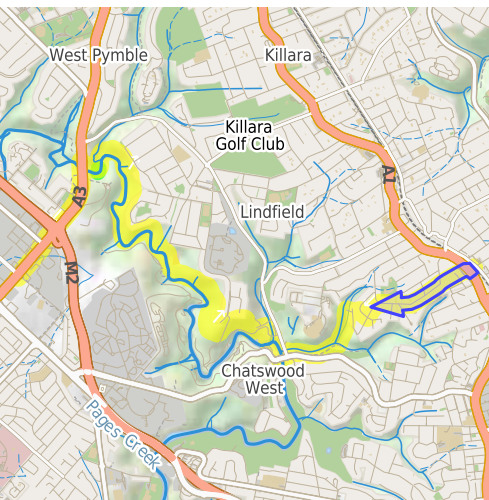 West Pymble
Killara
Killara
Golf Club
A1
A3
Lindfield
M2
Chatswood
West
Pages Creek